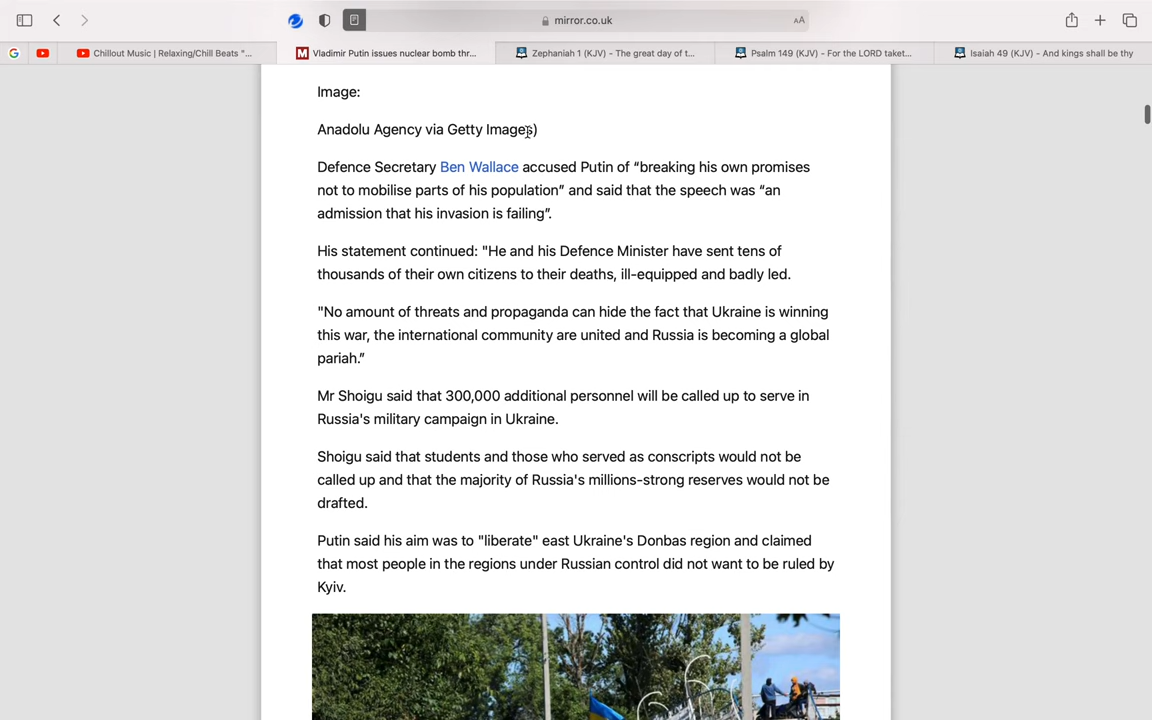 mirror.co.uk
AA
G
Chillout Music | Relaxing/Chill Beats "...
M
Vladimir Putin issues nuclear bomb thr...
Zephaniah 1 (KJV) - The great day of t...
Psalm 149 (KJV) - For the LORD taket...
Isaiah 49 (KJV) - And kings shall be thy
Image:
Anadolu Agency via Getty Images)
Defence Secretary Ben Wallace accused Putin of “breaking his own promises
not to mobilise parts of his population” and said that the speech was “an
admission that his invasion is failing”.
His statement continued: "He and his Defence Minister have sent tens of
thousands of their own citizens to their deaths, ill-equipped and badly led.
"No amount of threats and propaganda can hide the fact that Ukraine is winning
this war, the international community are united and Russia is becoming a global
pariah.”
Mr Shoigu said that 300,000 additional personnel will be called up to serve in
Russia's military campaign in Ukraine.
Shoigu said that students and those who served as conscripts would not be
called up and that the majority of Russia's millions-strong reserves would not be
drafted.
Putin said his aim was to "liberate" east Ukraine's Donbas region and claimed
that most people in the regions under Russian control did not want to be ruled by
Kyiv.